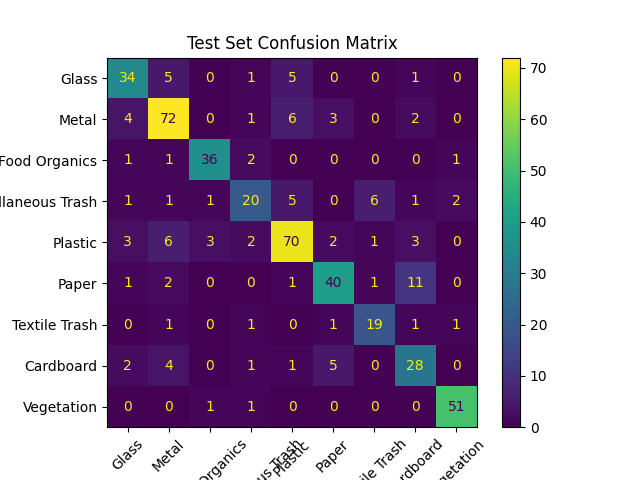 Test Set Confusion Matrix
Glass 34 5 0 1 5 0 0 1 0
Metal 4 72 0 1 6 3 0 2 0
Food Organics 1 1 36 2 0 0 0 0 1
llaneous Trash 1 1 1 20 5 0 6 1 2
Plastic 3 6 3 2 70 2 1 3 0
Paper 1 2 0 0 1 40 1 11 0
Textile Trash 0 1 0 1 0 1 19 1 1
Cardboard 2 4 0 1 1 5 0 28 0
Vegetation 0 0 1 1 0 0 0 0 51
Glass Metal Organics us Trash Plastic Paper ile Trash rdboard getation
70
60
50
40
30
20
10
0